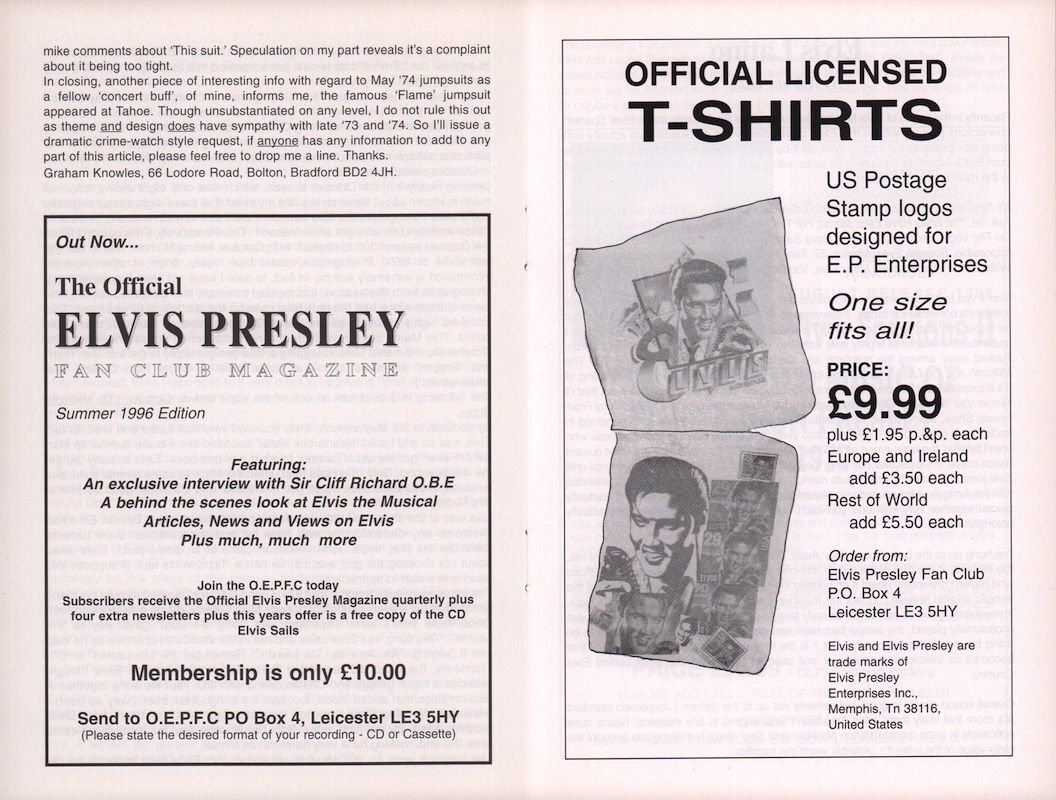 mike comments about 'This suit.' Speculation on my part reveals it's a complaint
about it being too tight.
In closing, another piece of interesting info with regard to May '74 jumpsuits as
a fellow 'concert buff', of mine, informs me, the famous 'Flame' jumpsuit
appeared at Tahoe. Though unsubstantiated on any level, I do not rule this out
as theme and design does have sympathy with late '73 and '74. So I'll issue a
dramatic crime-watch style request, if anyone has any information to add to any
part of this article, please feel free to drop me a line. Thanks.
Graham Knowles, 66 Lodore Road, Bolton, Bradford BD2 4JH.
Out Now...
The Official
ELVIS PRESLEY
FAN CLUB MAGAZINE
Summer 1996 Edition
Featuring:
An exclusive interview with Sir Cliff Richard O.B.E
A behind the scenes look at Elvis the Musical
Articles, News and Views on Elvis
Plus much, much more
Join the O.E.P.F.C today
Subscribers receive the Official Elvis Presley Magazine quarterly plus
four extra newsletters plus this years offer is a free copy of the CD
Elvis Sails
Membership is only £10.00
Send to O.E.P.F.C PO Box 4, Leicester LE3 5HY
(Please state the desired format of your recording - CD or Cassette)
OFFICIAL LICENSED
T-SHIRTS
US Postage
Stamp logos
designed for
E.P. Enterprises
One size
fits all!
PRICE:
£9.99
plus £1.95 p.&p. each
Europe and Ireland
add £3.50 each
Rest of World
add £5.50 each
Order from:
Elvis Presley Fan Club
P.O. Box 4
Leicester LE3 5HY
Elvis and Elvis Presley are
trade marks of
Elvis Presley
Enterprises Inc.,
Memphis, Tn 38116,
United States
ELVIS
29
ELVIS